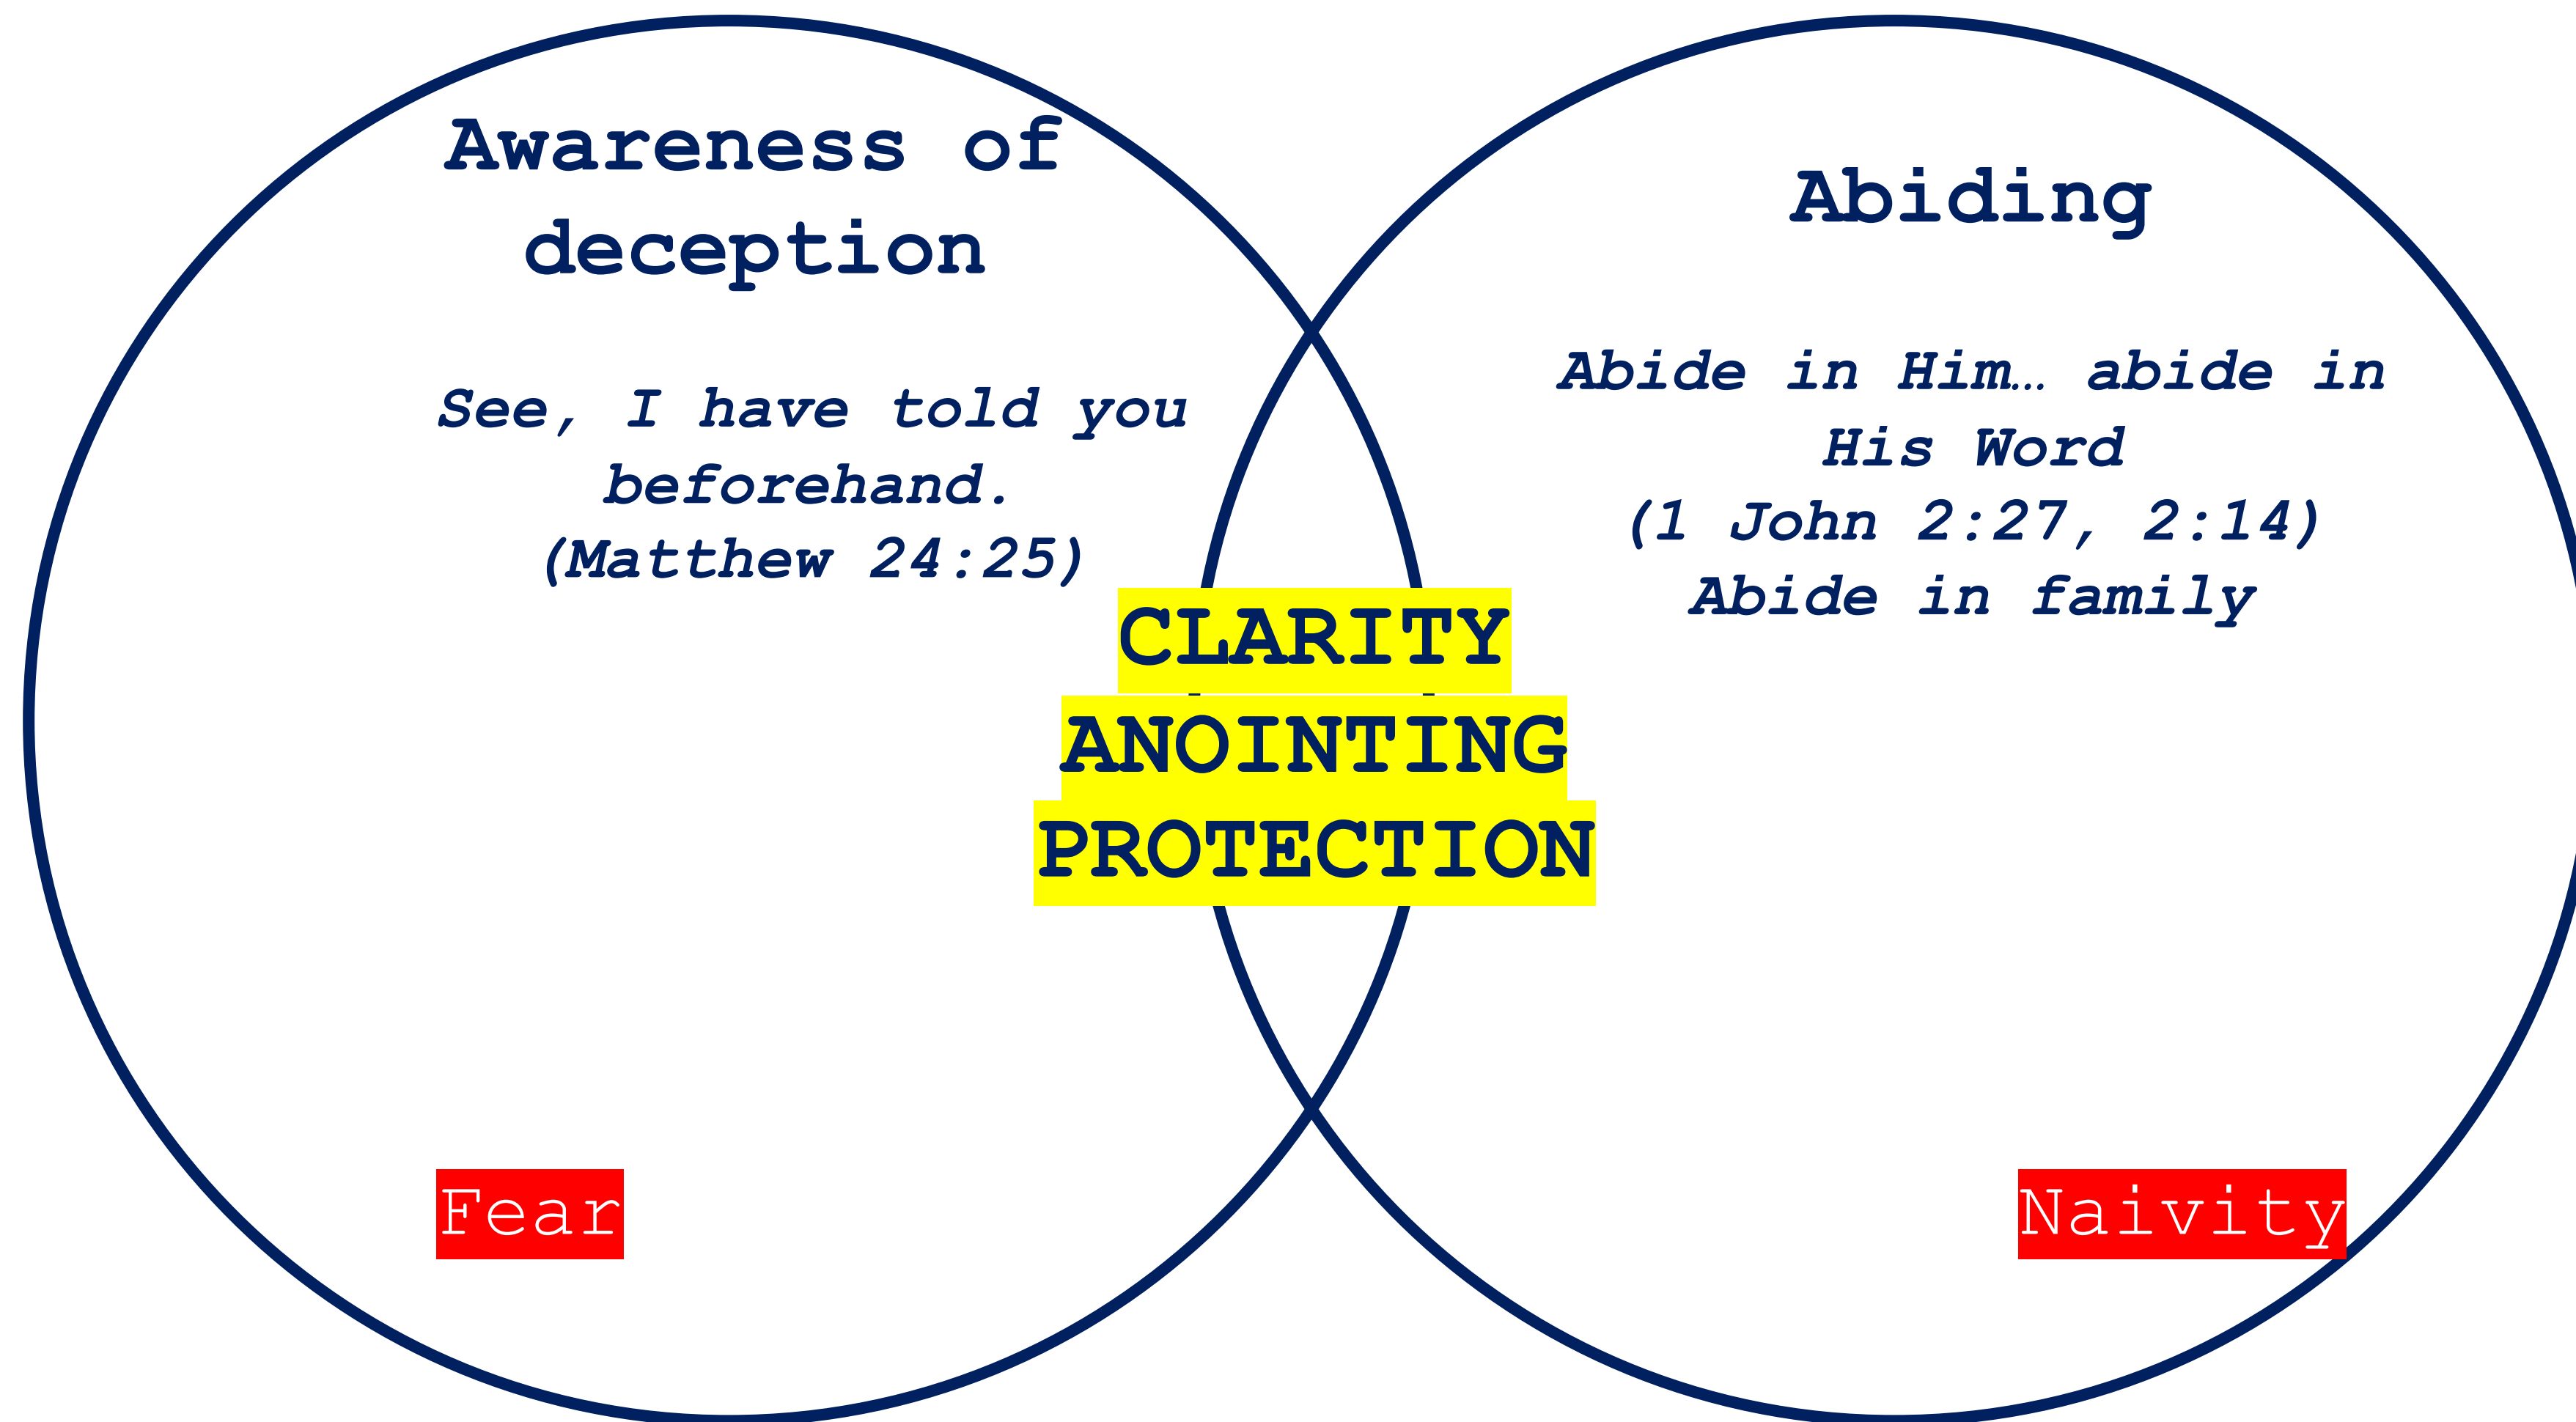 Awareness of
deception
See, I have told you
beforehand.
(Matthew 24:25)
Abiding
Abide in Him… abide in
His Word
(1 John 2:27, 2:14)
Abide in family
CLARITY
ANOINTING
PROTECTION
Fear
Naivity